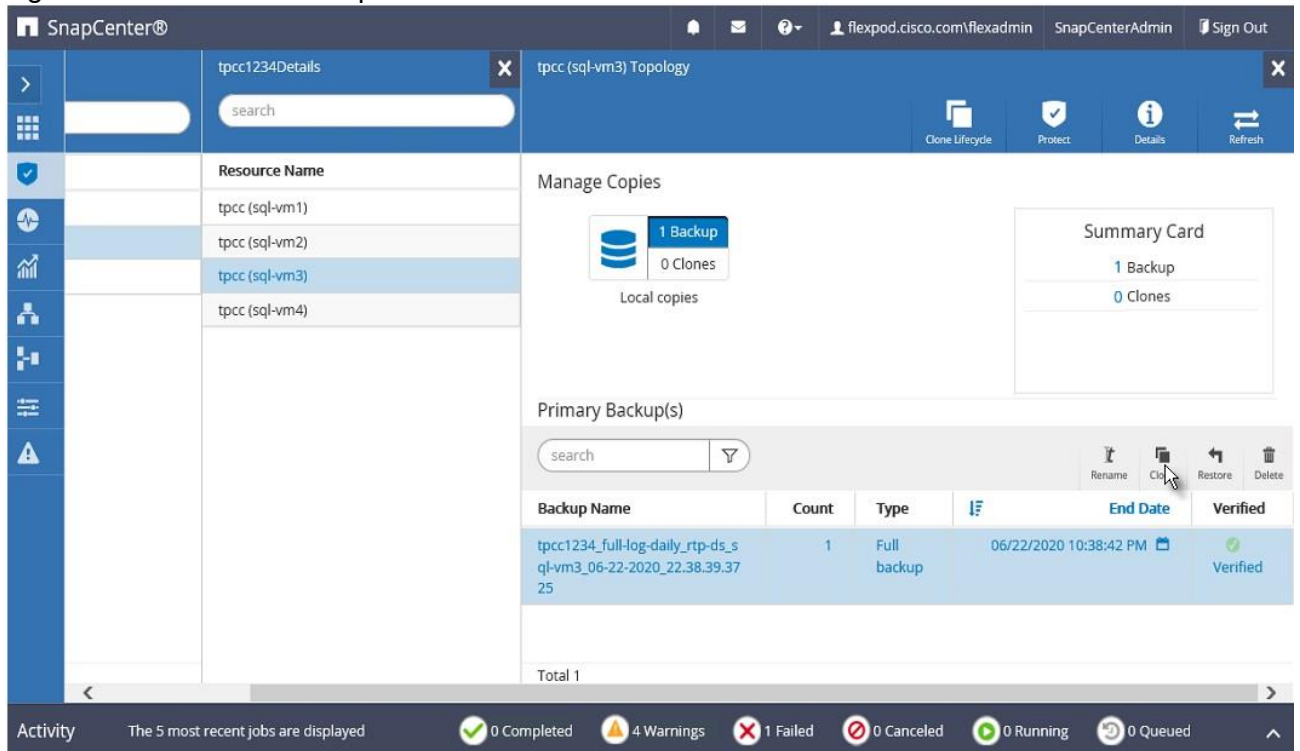 SnapCenter®
flexpod.cisco.com\flexadmin
SnapCenterAdmin
Sign Out
tpcc1234Details
X
search
Resource Name
tpcc (sql-vm1)
tpcc (sql-vm2)
tpcc (sql-vm3)
tpcc (sql-vm4)
tpcc (sql-vm3) Topology
X
Clone Lifecycle
Protect
Details
Refresh
Manage Copies
1 Backup
0 Clones
Local copies
Summary Card
1 Backup
0 Clones
Primary Backup(s)
search
Rename
Restore
Delete
Backup Name Count Type End Date Verified
tpcc1234_full-log-daily_rtp-ds_s 1 Full 06/22/2020 10:38:42 PM
ql-vm3_06-22-2020_22.38.39.37 backup Verified
25
Total 1
Activity The 5 most recent jobs are displayed 0 Completed 4 Warnings 1 Failed 0 Canceled 0 Running 0 Queued